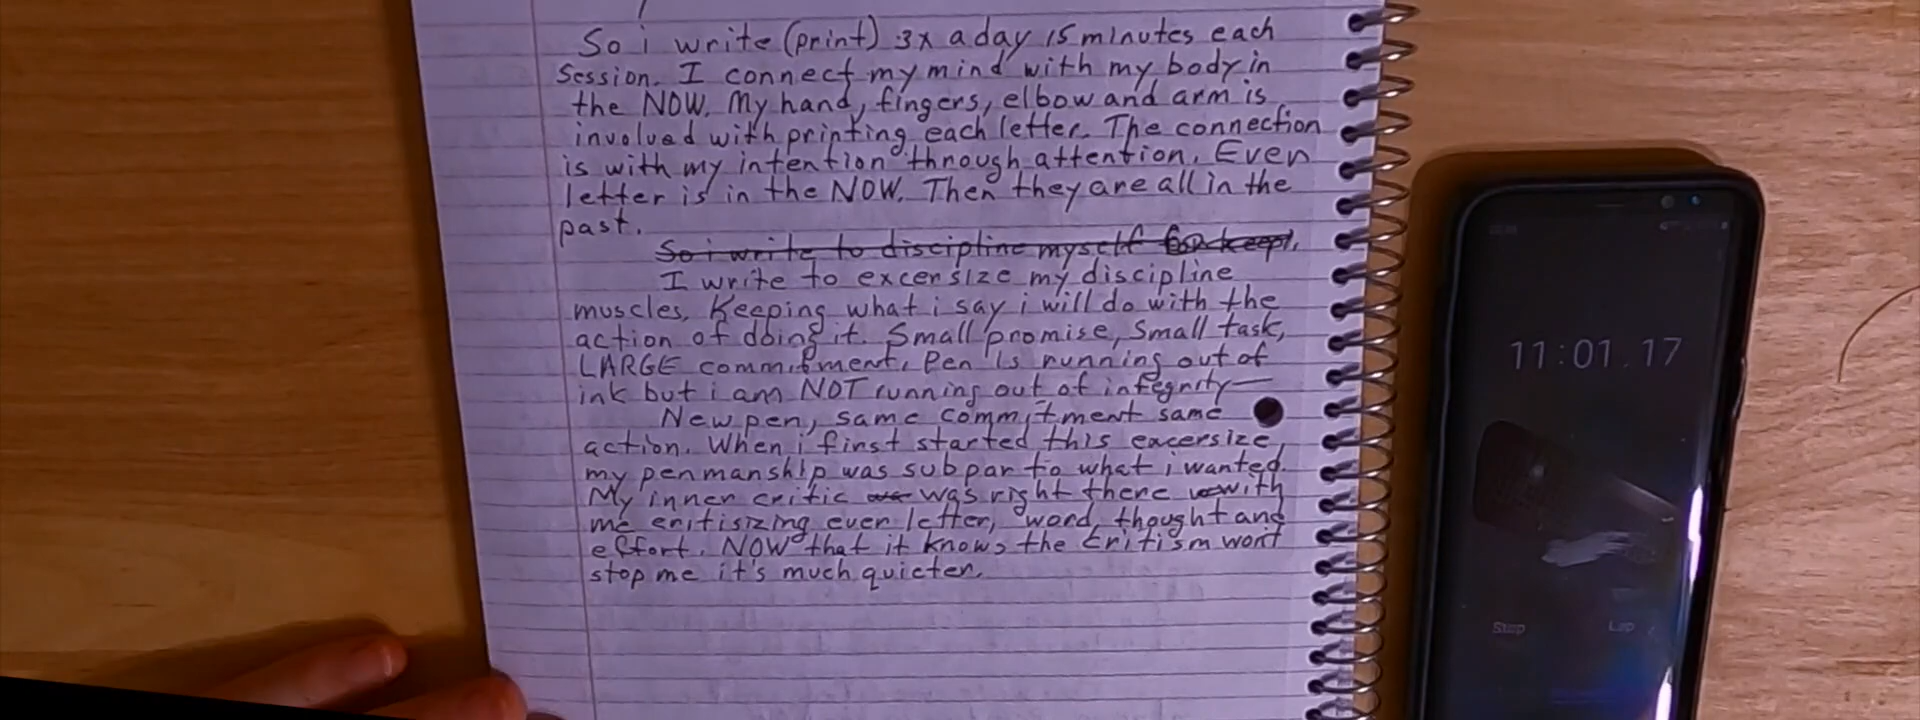 So i write (print) 3x a day 15 minutes each
Session. I connect my mind with my body in
the NOW. My hand, fingers, elbow and arm is
involved with printing each letter. The connection
is with my intention through attention. Even
letter is in the NOW. Then they are all in the
past.
So i write to discipline myself for keep.
I write to excersize my discipline
muscles. Keeping what i say i will do with the
action of doing it. Small promise, Small task,
LARGE commitment. Pen is running out of
ink but i am NOT running out of integrity—
New pen, same commitment same
action. When i first started this excersize
my penmanship was subpar to what i wanted.
My inner critic was right there with
me critisizing ever letter, word, thought and
effort. NOW that it knows the critism wont
stop me it's much quieter.
11:01.17
Stop Lap